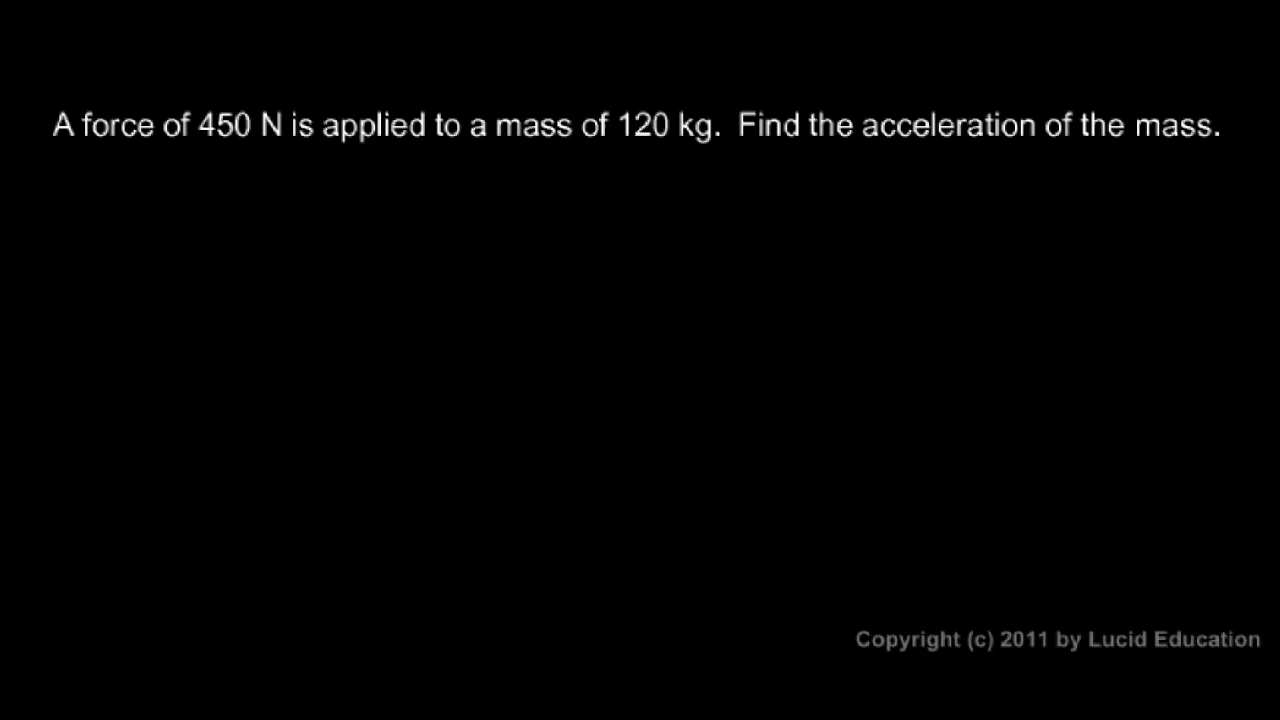 A force of 450 N is applied to a mass of 120 kg.  Find the acceleration of the mass.
Copyright (c) 2011 by Lucid Education